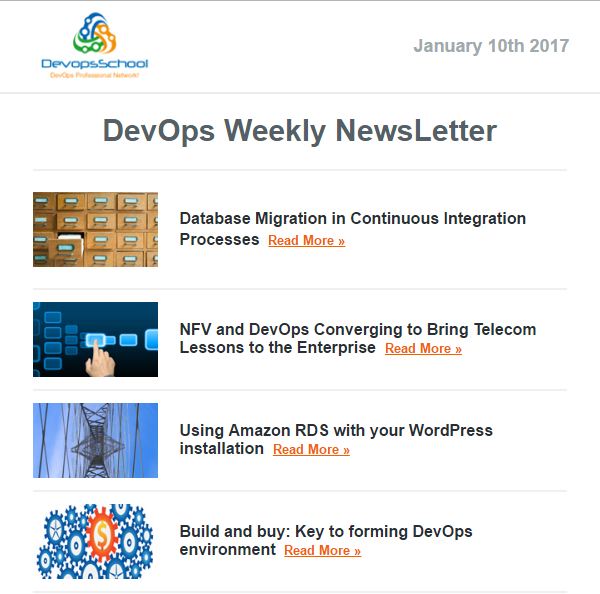 DevopsSchool
DevOps Professional Network!
January 10th 2017
DevOps Weekly NewsLetter
Database Migration in Continuous Integration
Processes Read More »
NFV and DevOps Converging to Bring Telecom
Lessons to the Enterprise Read More »
Using Amazon RDS with your WordPress
installation Read More »
Build and buy: Key to forming DevOps
environment Read More »